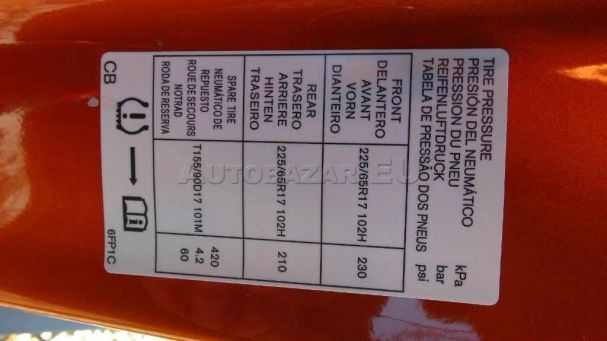 TIRE PRESSURE
PRESIÓN DEL NEUMÁTICO
PRESSION DU PNEU
REIFENLUFTDRUCK
TABELA DE PRESSÃO DOS PNEUS
kPa
bar
psi
FRONT
DELANTERO
AVANT
VORN
DIANTEIRO
225/65R17 102H
230
REAR
TRASERO
ARRIERE
HINTEN
TRASEIRO
225/65R17 102H
210
SPARE TIRE
NEUMÁTICO DE
REPUESTO
ROUE DE SECOURS
NOTRAD
RODA DE RESERVA
T155/90D17 101M
420
4.2
60
CB
6FP1C
AUTOBAZAR.EU